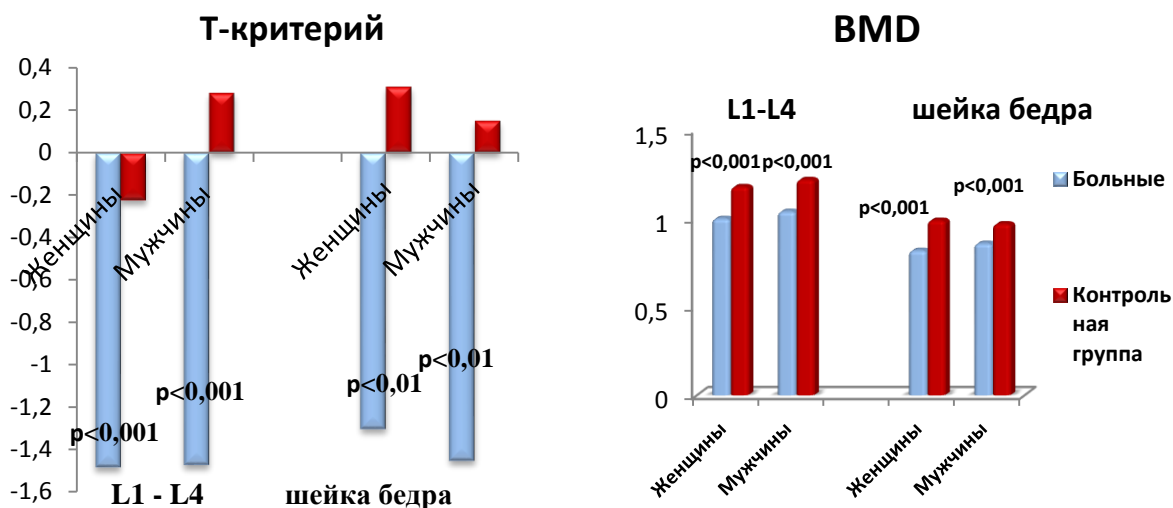 Т-критерий
0,4
0,2
0
-0,2
-0,4
-0,6
-0,8
-1
-1,2
-1,4
-1,6
Женщины
Мужчины
Женщины
Мужчины
p<0,001
p<0,001
p<0,01
p<0,01
L1 - L4
шейка бедра
BMD
L1-L4
шейка бедра
1,5
1
0,5
0
p<0,001
p<0,001
p<0,001
p<0,001
Женщины
Мужчины
Женщины
Мужчины
Больные
Контроль
ная
группа